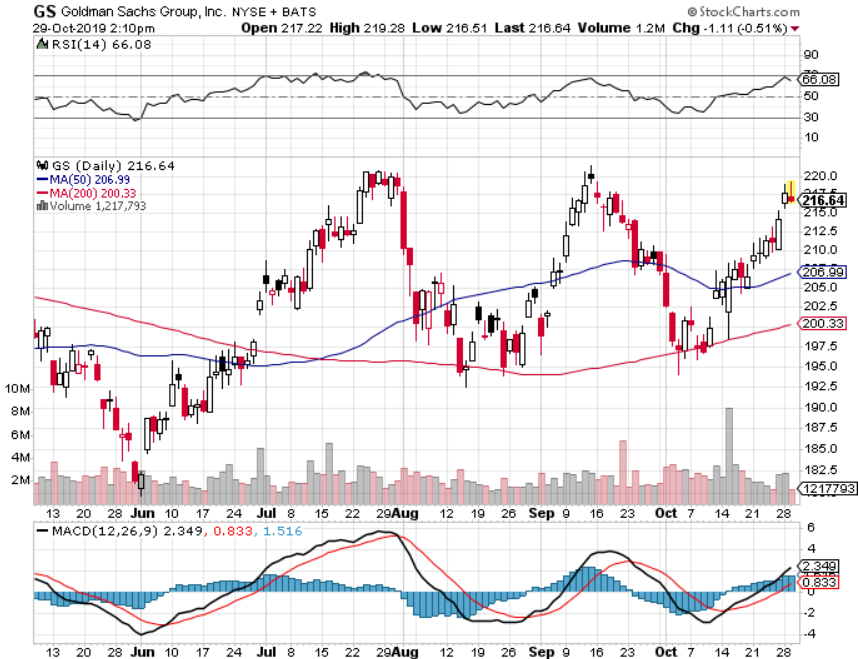 GS Goldman Sachs Group, Inc. NYSE + BATS
© StockCharts.com
29-Oct-2019 2:10pm
Open 217.22 High 219.28 Low 216.51 Last 216.64 Volume 1.2M Chg -1.11 (-0.51%)
RSI(14) 66.08
90
66.08
50
30
10
GS (Daily) 216.64
MA(50) 206.99
MA(200) 200.33
Volume 1,217,793
220.0
216.64
215.0
212.5
210.0
206.99
205.0
202.5
200.33
197.5
195.0
192.5
190.0
187.5
185.0
182.5
1217793
10M
8M
6M
4M
2M
13 20 28 Jun 10 17 24 Jul 8 15 22 29 Aug 12 19 26 Sep 9 16 23 Oct 7 14 21 28
MACD(12,26,9) 2.349, 0.833, 1.516
6
4
2.349
0.833
0
-2
-4
13 20 28 Jun 10 17 24 Jul 8 15 22 29 Aug 12 19 26 Sep 9 16 23 Oct 7 14 21 28